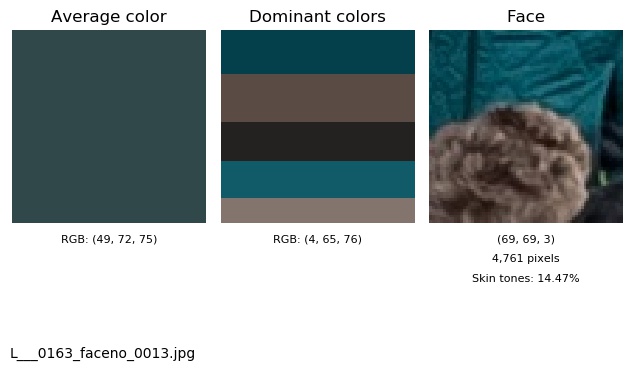 Average color
Dominant colors
Face
RGB: (49, 72, 75)
RGB: (4, 65, 76)
(69, 69, 3)
4,761 pixels
Skin tones: 14.47%
L___0163_faceno_0013.jpg